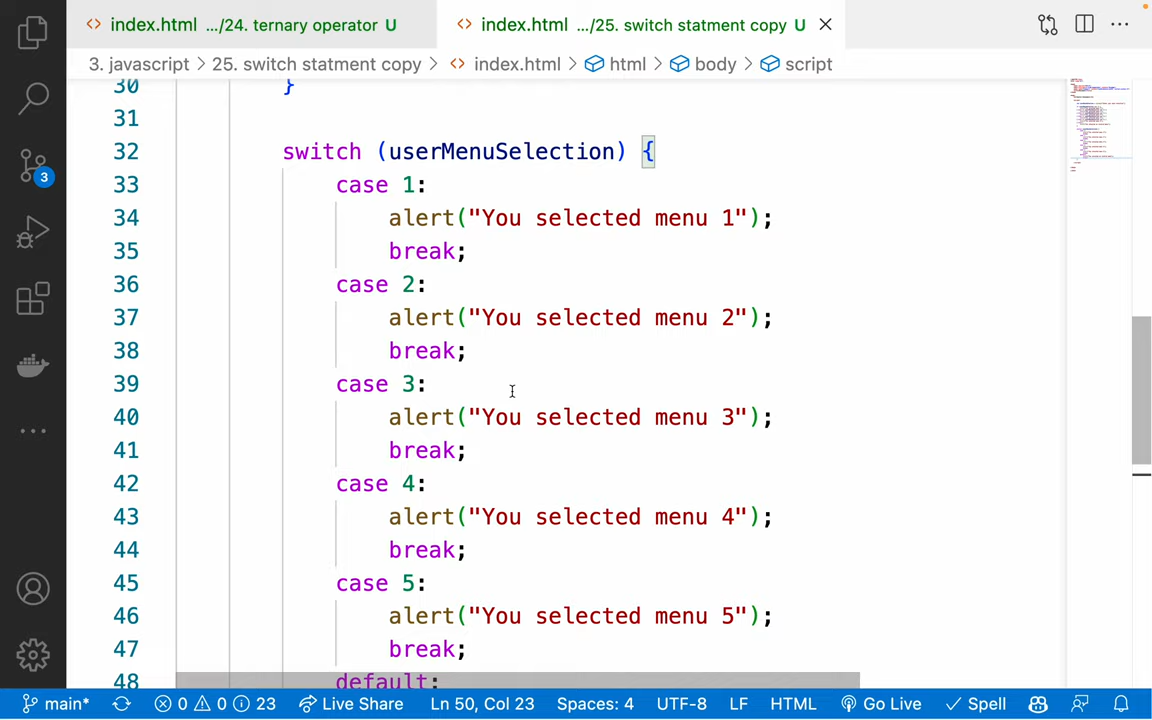 index.html .../24. ternary operator U
index.html .../25. switch statment copy U
3. javascript > 25. switch statment copy > index.html > html > body > script
30 }
31
32 switch (userMenuSelection) {
33 case 1:
34 alert("You selected menu 1");
35 break;
36 case 2:
37 alert("You selected menu 2");
38 break;
39 case 3:
40 alert("You selected menu 3");
41 break;
42 case 4:
43 alert("You selected menu 4");
44 break;
45 case 5:
46 alert("You selected menu 5");
47 break;
48 default:
3
main* 0 0 23 Live Share Ln 50, Col 23 Spaces: 4 UTF-8 LF HTML Go Live Spell